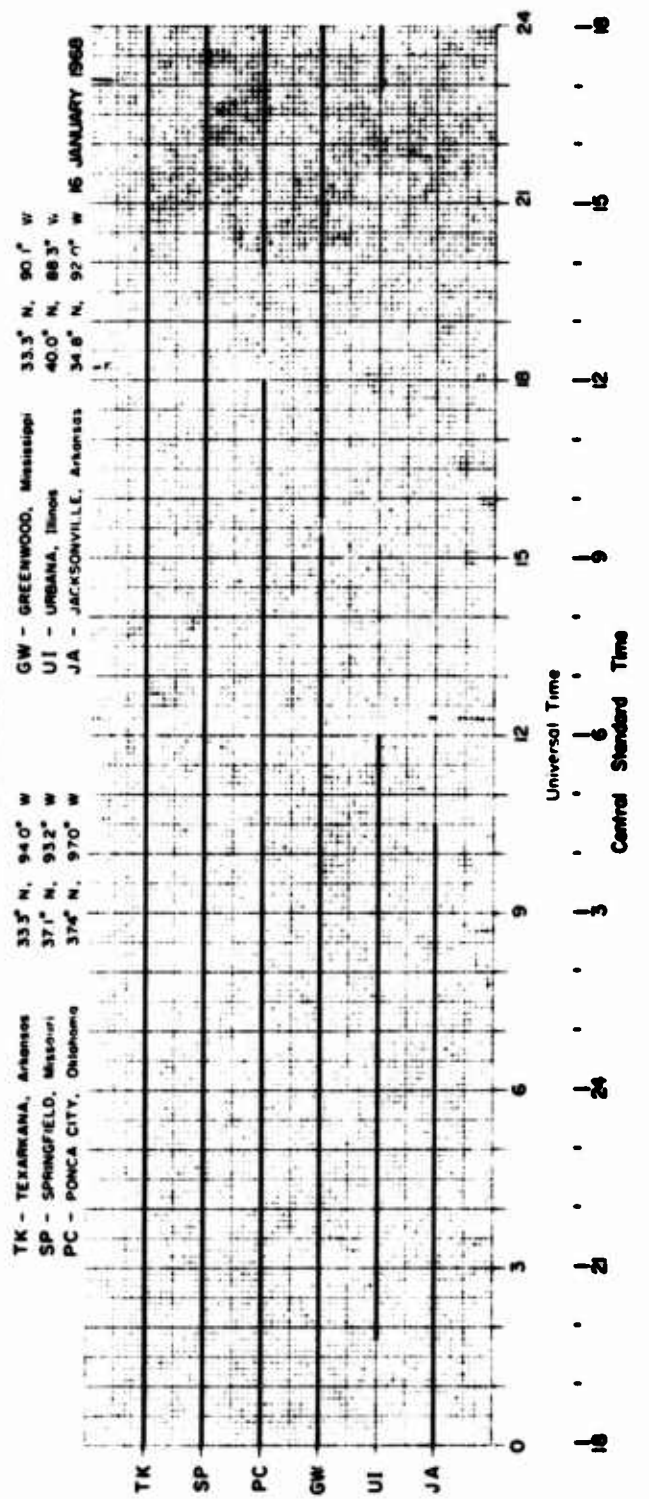 TK - TEXARKANA, Arkansas 33.3° N, 94.0° W
SP - SPRINGFIELD, Missouri 37.1° N, 93.2° W
PC - PONCA CITY, Oklahoma 37.4° N, 97.0° W
GW - GREENWOOD, Mississippi 33.3° N, 90.1° W
UI - URBANA, Illinois 40.0° N, 88.3° W
JA - JACKSONVILLE, Arkansas 34.8° N, 92.0° W
16 JANUARY 1968
TK
SP
PC
GW
UI
JA
0 3 6 9 12 15 18 21 24
Universal Time
18 21 24 3 6 9 12 15 18
Central Standard Time